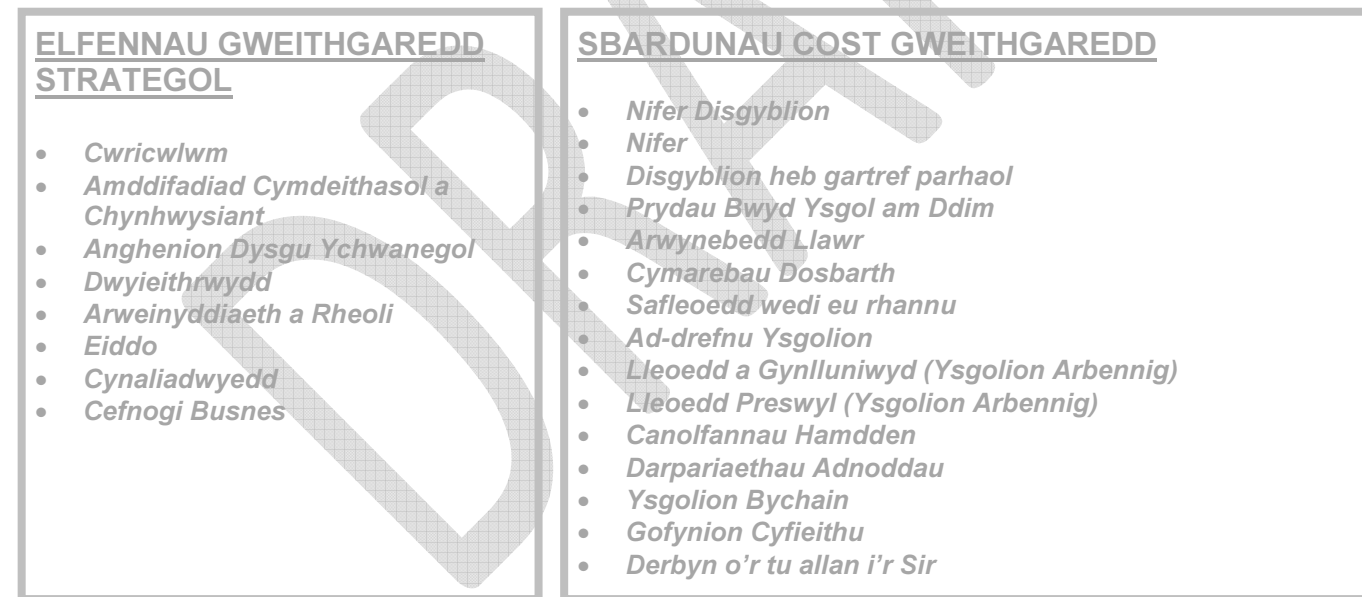 ELFENNAU GWEITHGAREDD
STRATEGOL
• Cwricwlwm
• Amddifadiad Cymdeithasol a
Chynhwysiant
• Anghenion Dysgu Ychwanegol
• Dwyieithrwydd
• Arweinyddiaeth a Rheoli
• Eiddo
• Cynaliadwyedd
• Cefnogi Busnes
SBARDUNAU COST GWEITHGAREDD
• Nifer Disgyblion
• Nifer
• Disgyblion heb gartref parhaol
• Prydau Bwyd Ysgol am Ddim
• Arwynebedd Llawr
• Cymarebau Dosbarth
• Safleoedd wedi eu rhannu
• Ad-drefnu Ysgolion
• Lleoedd a Gynlluniwyd (Ysgolion Arbennig)
• Lleoedd Preswyl (Ysgolion Arbennig)
• Canolfannau Hamdden
• Darpariaethau Adnoddau
• Ysgolion Bychain
• Gofynion Cyfieithu
• Derbyn o’r tu allan i’r Sir